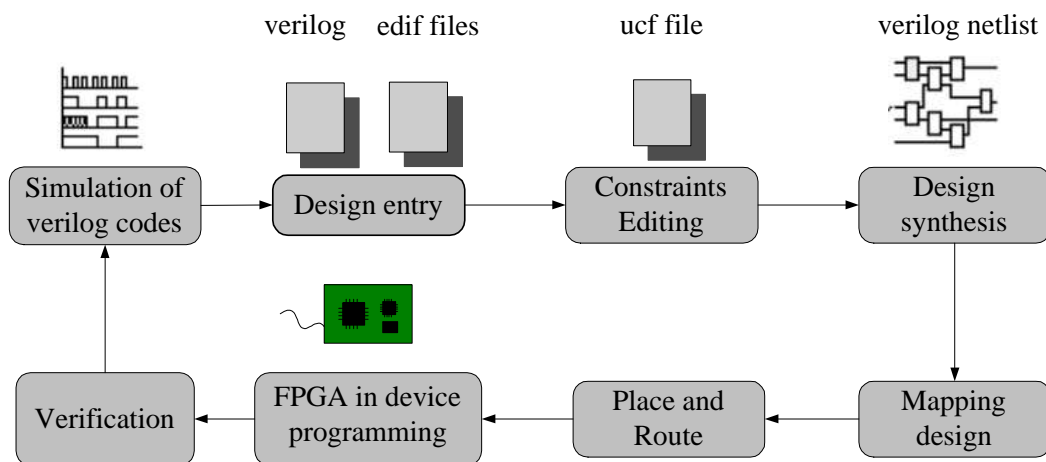 verilog
edif files
ucf file
verilog netlist
Simulation of
verilog codes
Design entry
Constraints
Editing
Design
synthesis
Verification
FPGA in device
programming
Place and
Route
Mapping
design